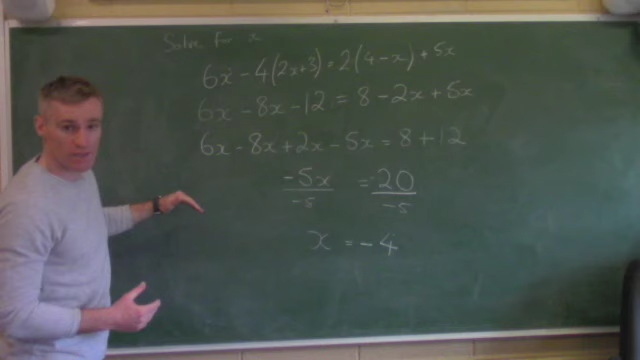 Solve for x
6x - 4(2x+3) = 2(4-x) + 5x
6x - 8x - 12 = 8 - 2x + 5x
6x - 8x + 2x - 5x = 8 + 12
-5x = 20
-5 -5
x = -4